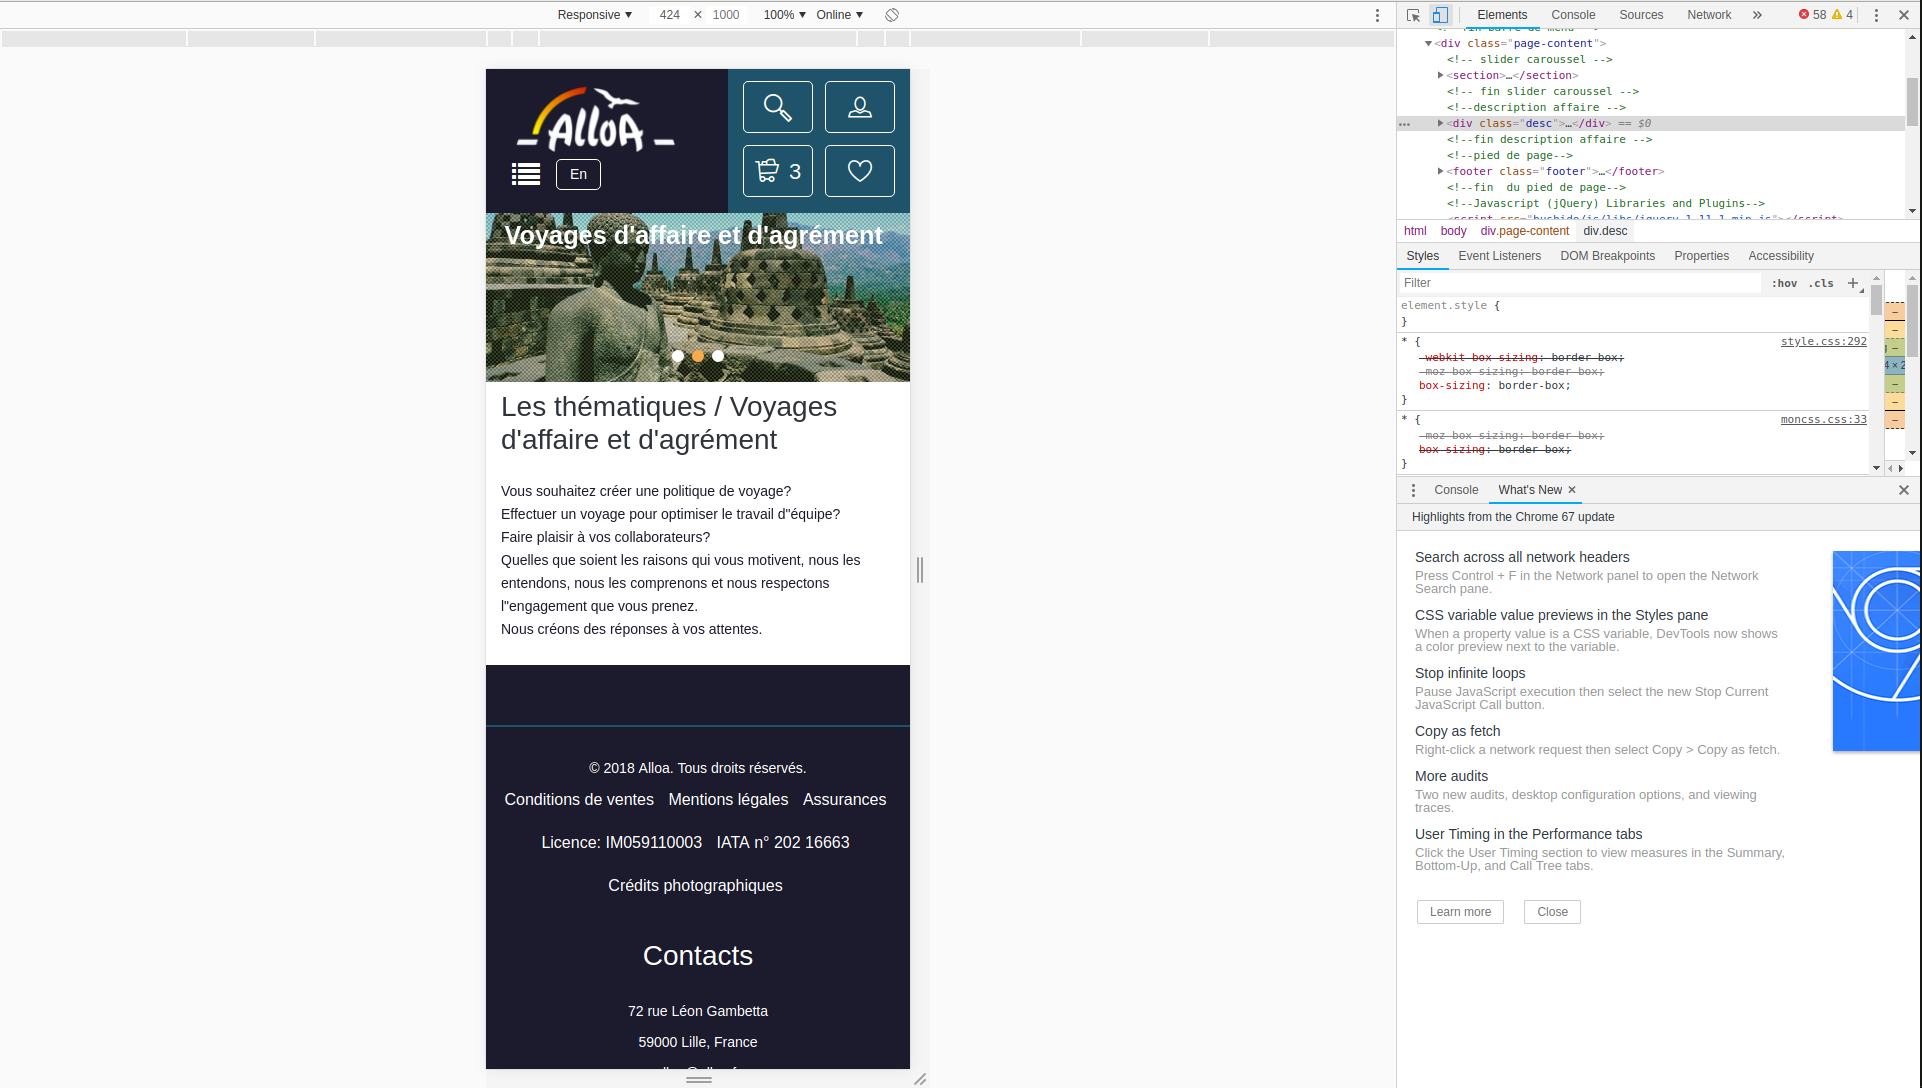 Responsive ▼ 424 × 1000 100% ▼ Online ▼
Elements Console Sources Network » 58 4
AlloA
En
3
Voyages d'affaire et d'agrément
Les thématiques / Voyages
d'affaire et d'agrément
Vous souhaitez créer une politique de voyage?
Effectuer un voyage pour optimiser le travail d"équipe?
Faire plaisir à vos collaborateurs?
Quelles que soient les raisons qui vous motivent, nous les
entendons, nous les comprenons et nous respectons
l"engagement que vous prenez.
Nous créons des réponses à vos attentes.
© 2018 Alloa. Tous droits réservés.
Conditions de ventes Mentions légales Assurances
Licence: IM059110003 IATA n° 202 16663
Crédits photographiques
Contacts
72 rue Léon Gambetta
59000 Lille, France
<div class="page-content">
<!-- slider caroussel -->
<section>…</section>
<!-- fin slider caroussel -->
<!--description affaire -->
<div class="desc">…</div> == $0
<!--fin description affaire -->
<!--pied de page-->
<footer class="footer">…</footer>
<!--fin  du pied de page-->
<!--Javascript (jQuery) Libraries and Plugins-->
html body div.page-content div.desc
Styles Event Listeners DOM Breakpoints Properties Accessibility
Filter :hov .cls +
element.style {
}
* { style.css:292
-webkit-box-sizing: border-box;
-moz-box-sizing: border-box;
box-sizing: border-box;
}
* { moncss.css:33
-moz-box-sizing: border-box;
box-sizing: border-box;
}
4 × 2
Console What's New ×
Highlights from the Chrome 67 update
Search across all network headers
Press Control + F in the Network panel to open the Network
Search pane.
CSS variable value previews in the Styles pane
When a property value is a CSS variable, DevTools now shows
a color preview next to the variable.
Stop infinite loops
Pause JavaScript execution then select the new Stop Current
JavaScript Call button.
Copy as fetch
Right-click a network request then select Copy > Copy as fetch.
More audits
Two new audits, desktop configuration options, and viewing
traces.
User Timing in the Performance tabs
Click the User Timing section to view measures in the Summary,
Bottom-Up, and Call Tree tabs.
Learn more Close